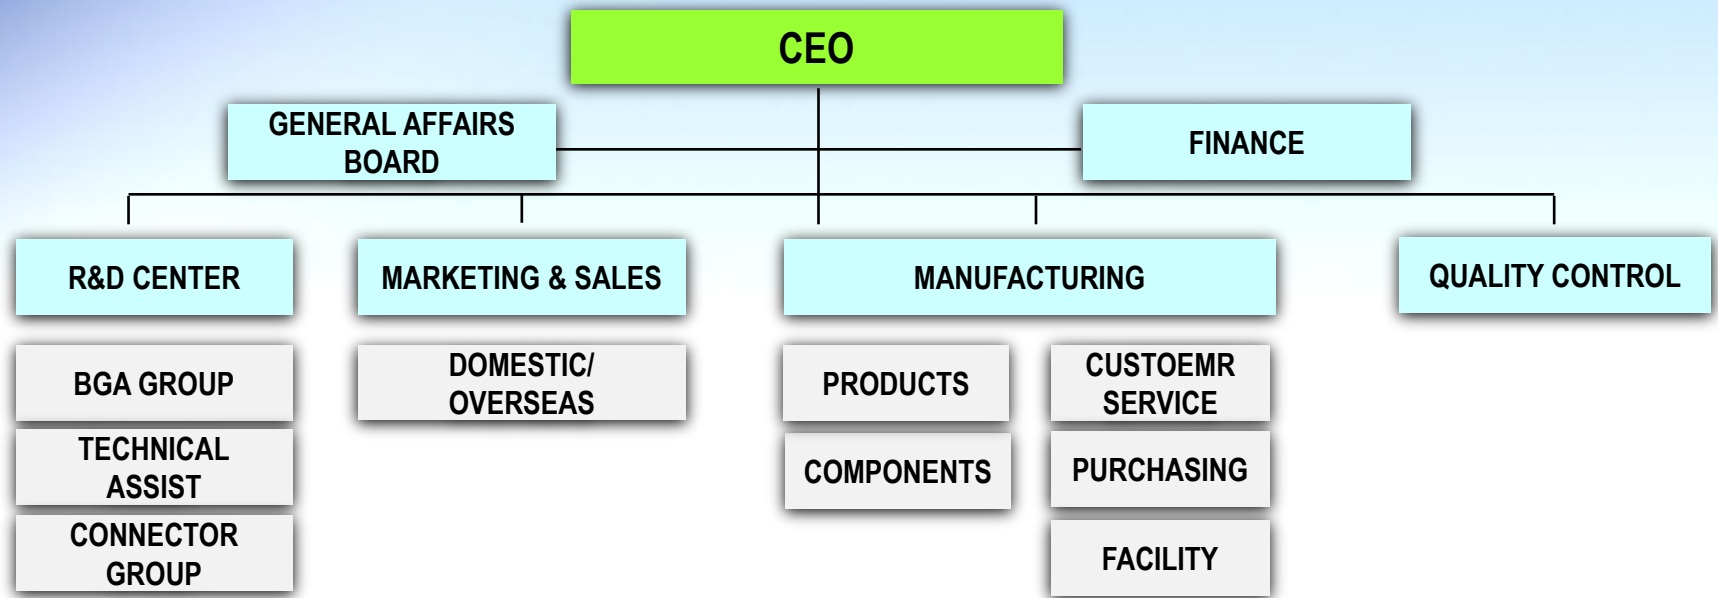 CEO
GENERAL AFFAIRS
BOARD
FINANCE
R&D CENTER
MARKETING & SALES
MANUFACTURING
QUALITY CONTROL
BGA GROUP
TECHNICAL
ASSIST
CONNECTOR
GROUP
DOMESTIC/
OVERSEAS
PRODUCTS
COMPONENTS
CUSTOEMR
SERVICE
PURCHASING
FACILITY